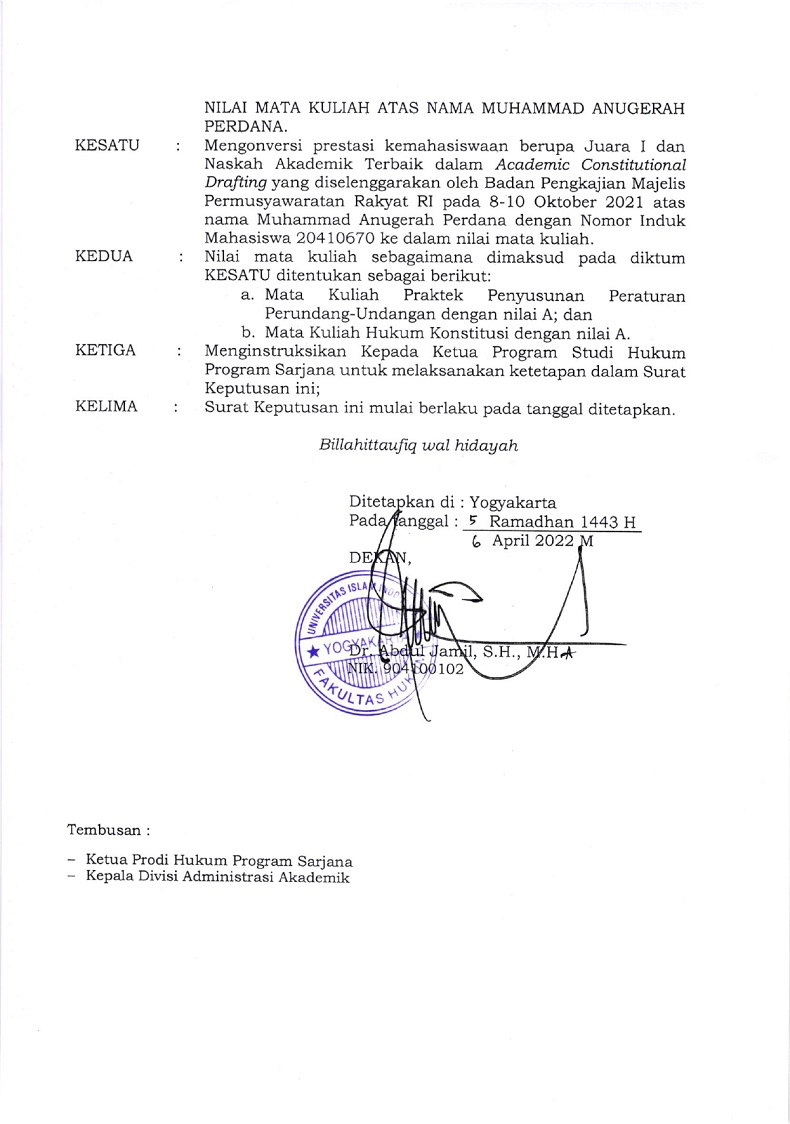 NILAI MATA KULIAH ATAS NAMA MUHAMMAD ANUGERAH
PERDANA.
KESATU : Mengonversi prestasi kemahasiswaan berupa Juara I dan
Naskah Akademik Terbaik dalam Academic Constitutional
Drafting yang diselenggarakan oleh Badan Pengkajian Majelis
Permusyawaratan Rakyat RI pada 8-10 Oktober 2021 atas
nama Muhammad Anugerah Perdana dengan Nomor Induk
Mahasiswa 20410670 ke dalam nilai mata kuliah.
KEDUA : Nilai mata kuliah sebagaimana dimaksud pada diktum
KESATU ditentukan sebagai berikut:
a. Mata Kuliah Praktek Penyusunan Peraturan
Perundang-Undangan dengan nilai A; dan
b. Mata Kuliah Hukum Konstitusi dengan nilai A.
KETIGA : Menginstruksikan Kepada Ketua Program Studi Hukum
Program Sarjana untuk melaksanakan ketetapan dalam Surat
Keputusan ini;
KELIMA : Surat Keputusan ini mulai berlaku pada tanggal ditetapkan.
Billahittaufiq wal hidayah
Ditetapkan di : Yogyakarta
Pada tanggal : 5 Ramadhan 1443 H
6 April 2022 M
DEKAN,
UNIVERSITAS ISLAM
YOGYAKARTA
FAKULTAS HUK
Dr. Abdul Jamil, S.H., M.H
NIK. 904100102
Tembusan :
– Ketua Prodi Hukum Program Sarjana
– Kepala Divisi Administrasi Akademik